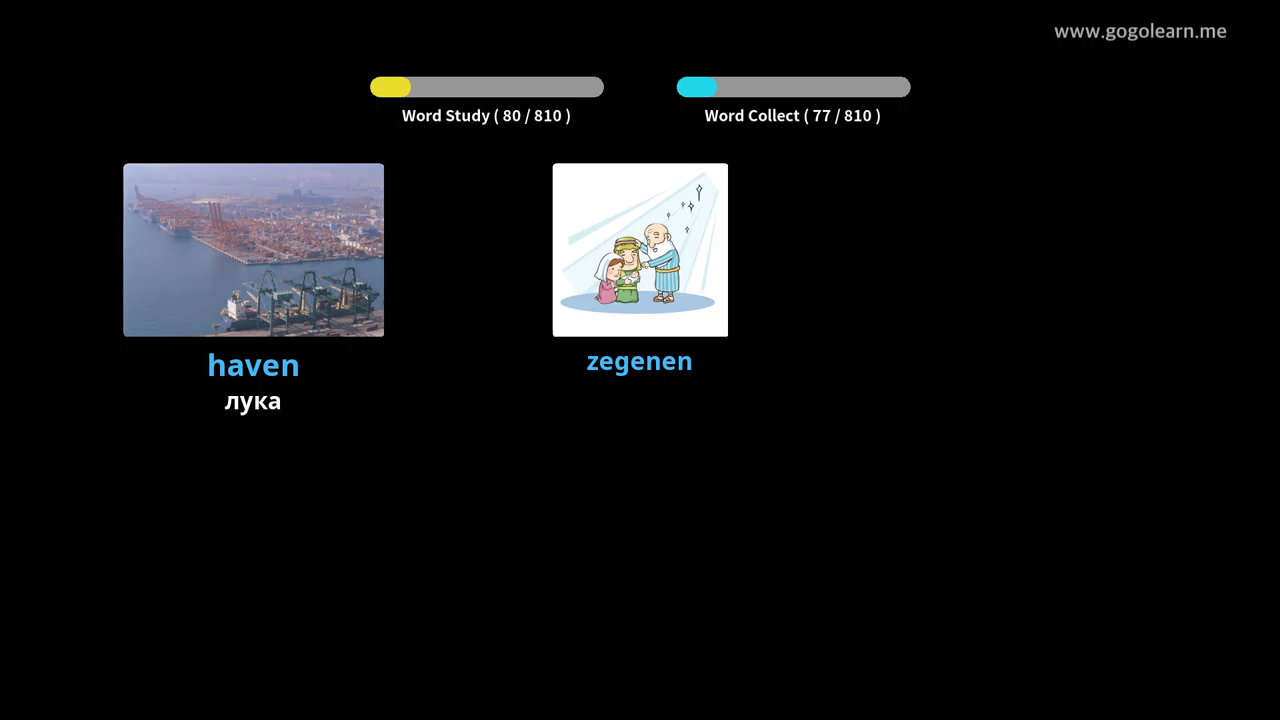 www.gogolearn.me
Word Study ( 80 / 810 )
Word Collect ( 77 / 810 )
haven
лука
zegenen